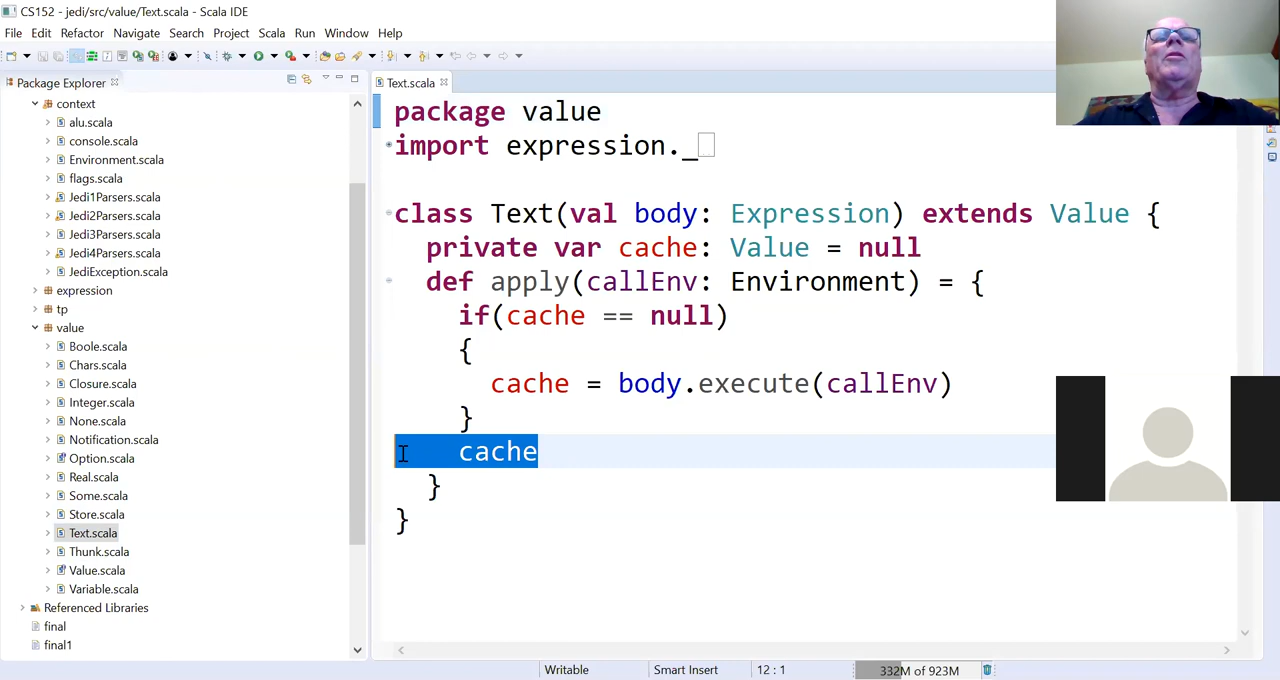 CS152 - jedi/src/value/Text.scala - Scala IDE
File Edit Refactor Navigate Search Project Scala Run Window Help
Package Explorer
Text.scala
context
alu.scala
console.scala
Environment.scala
flags.scala
Jedi1Parsers.scala
Jedi2Parsers.scala
Jedi3Parsers.scala
Jedi4Parsers.scala
JediException.scala
expression
tp
value
Boole.scala
Chars.scala
Closure.scala
Integer.scala
None.scala
Notification.scala
Option.scala
Real.scala
Some.scala
Store.scala
Text.scala
Thunk.scala
Value.scala
Variable.scala
Referenced Libraries
final
final1
package value
import expression._
class Text(val body: Expression) extends Value {
private var cache: Value = null
def apply(callEnv: Environment) = {
if(cache == null)
{
cache = body.execute(callEnv)
}
cache
}
}
Writable Smart Insert 12 : 1 332M of 923M